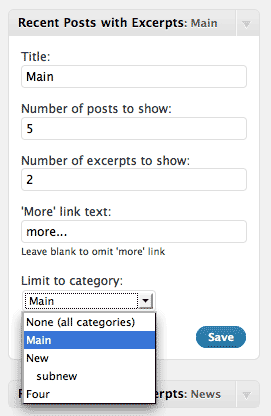 Recent Posts with Excerpts: Main
Title:
Main
Number of posts to show:
5
Number of excerpts to show:
2
'More' link text:
more...
Leave blank to omit 'more' link
Limit to category:
Main
None (all categories)
Main
New
subnew
Four
Save
cerpts: News